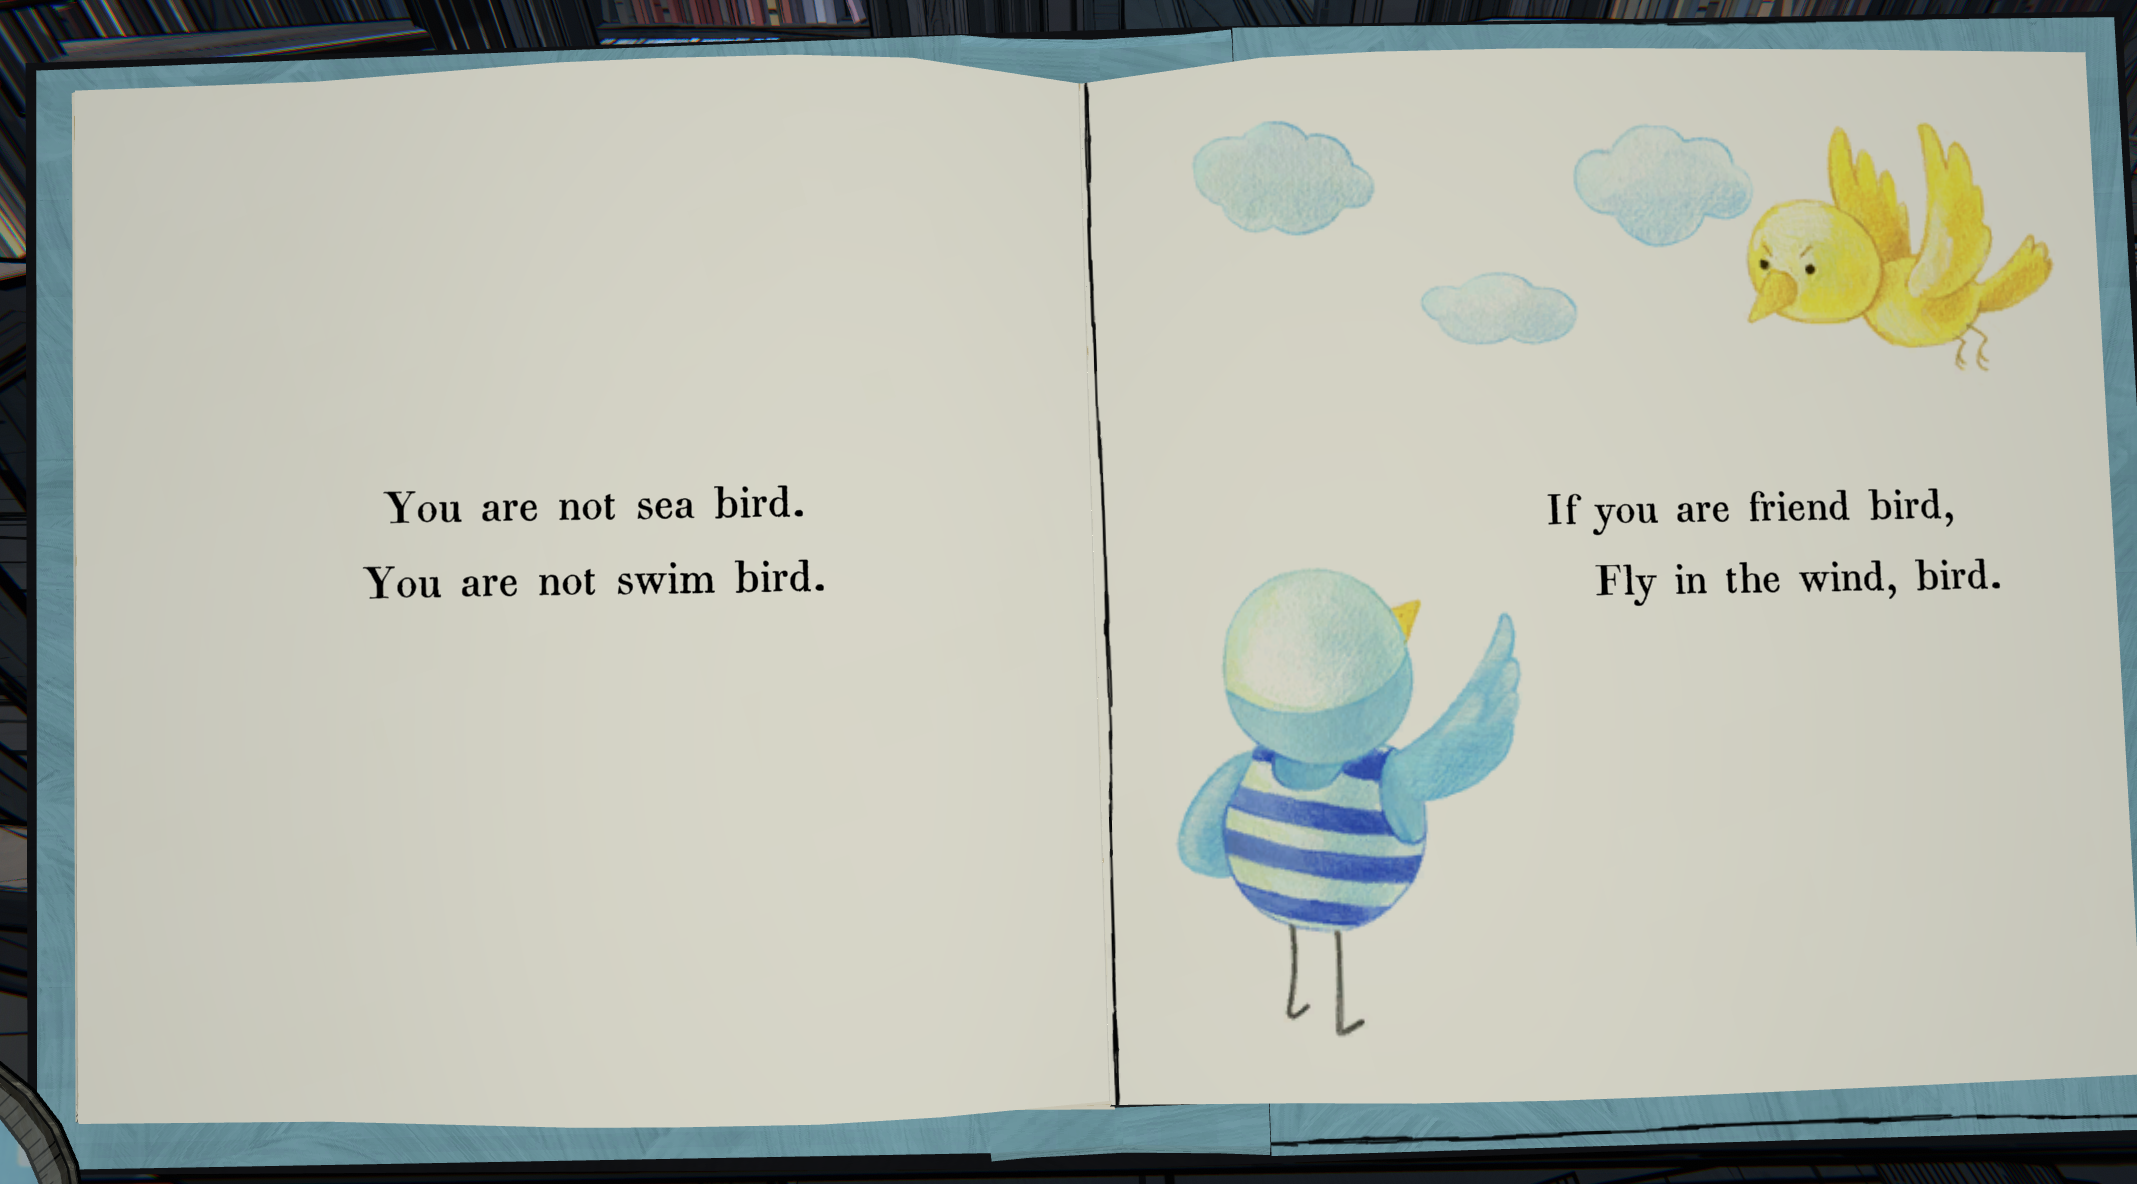 You are not sea bird.
You are not swim bird.
If you are friend bird,
Fly in the wind, bird.